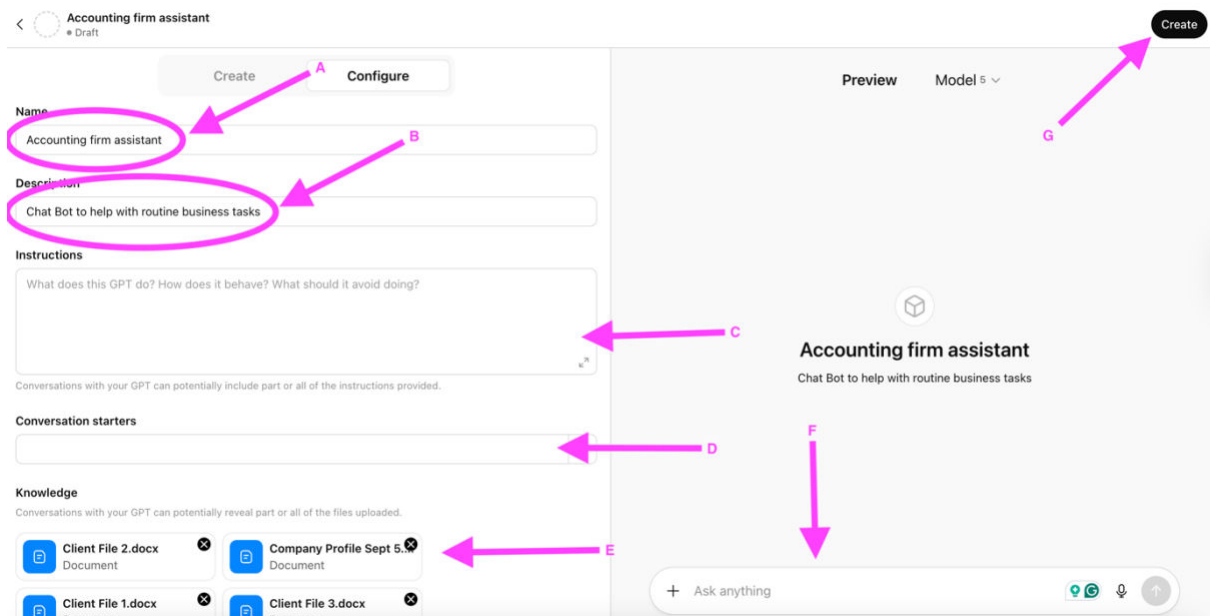 Accounting firm assistant
Draft
Create
Create
A
Configure
Preview
Model 5
G
Name
Accounting firm assistant
B
Description
Chat Bot to help with routine business tasks
Instructions
What does this GPT do? How does it behave? What should it avoid doing?
C
Conversations with your GPT can potentially include part or all of the instructions provided.
Accounting firm assistant
Chat Bot to help with routine business tasks
Conversation starters
D
F
Knowledge
Conversations with your GPT can potentially reveal part or all of the files uploaded.
Client File 2.docx
Document
Company Profile Sept 5....
Document
E
Client File 1.docx
Client File 3.docx
Ask anything